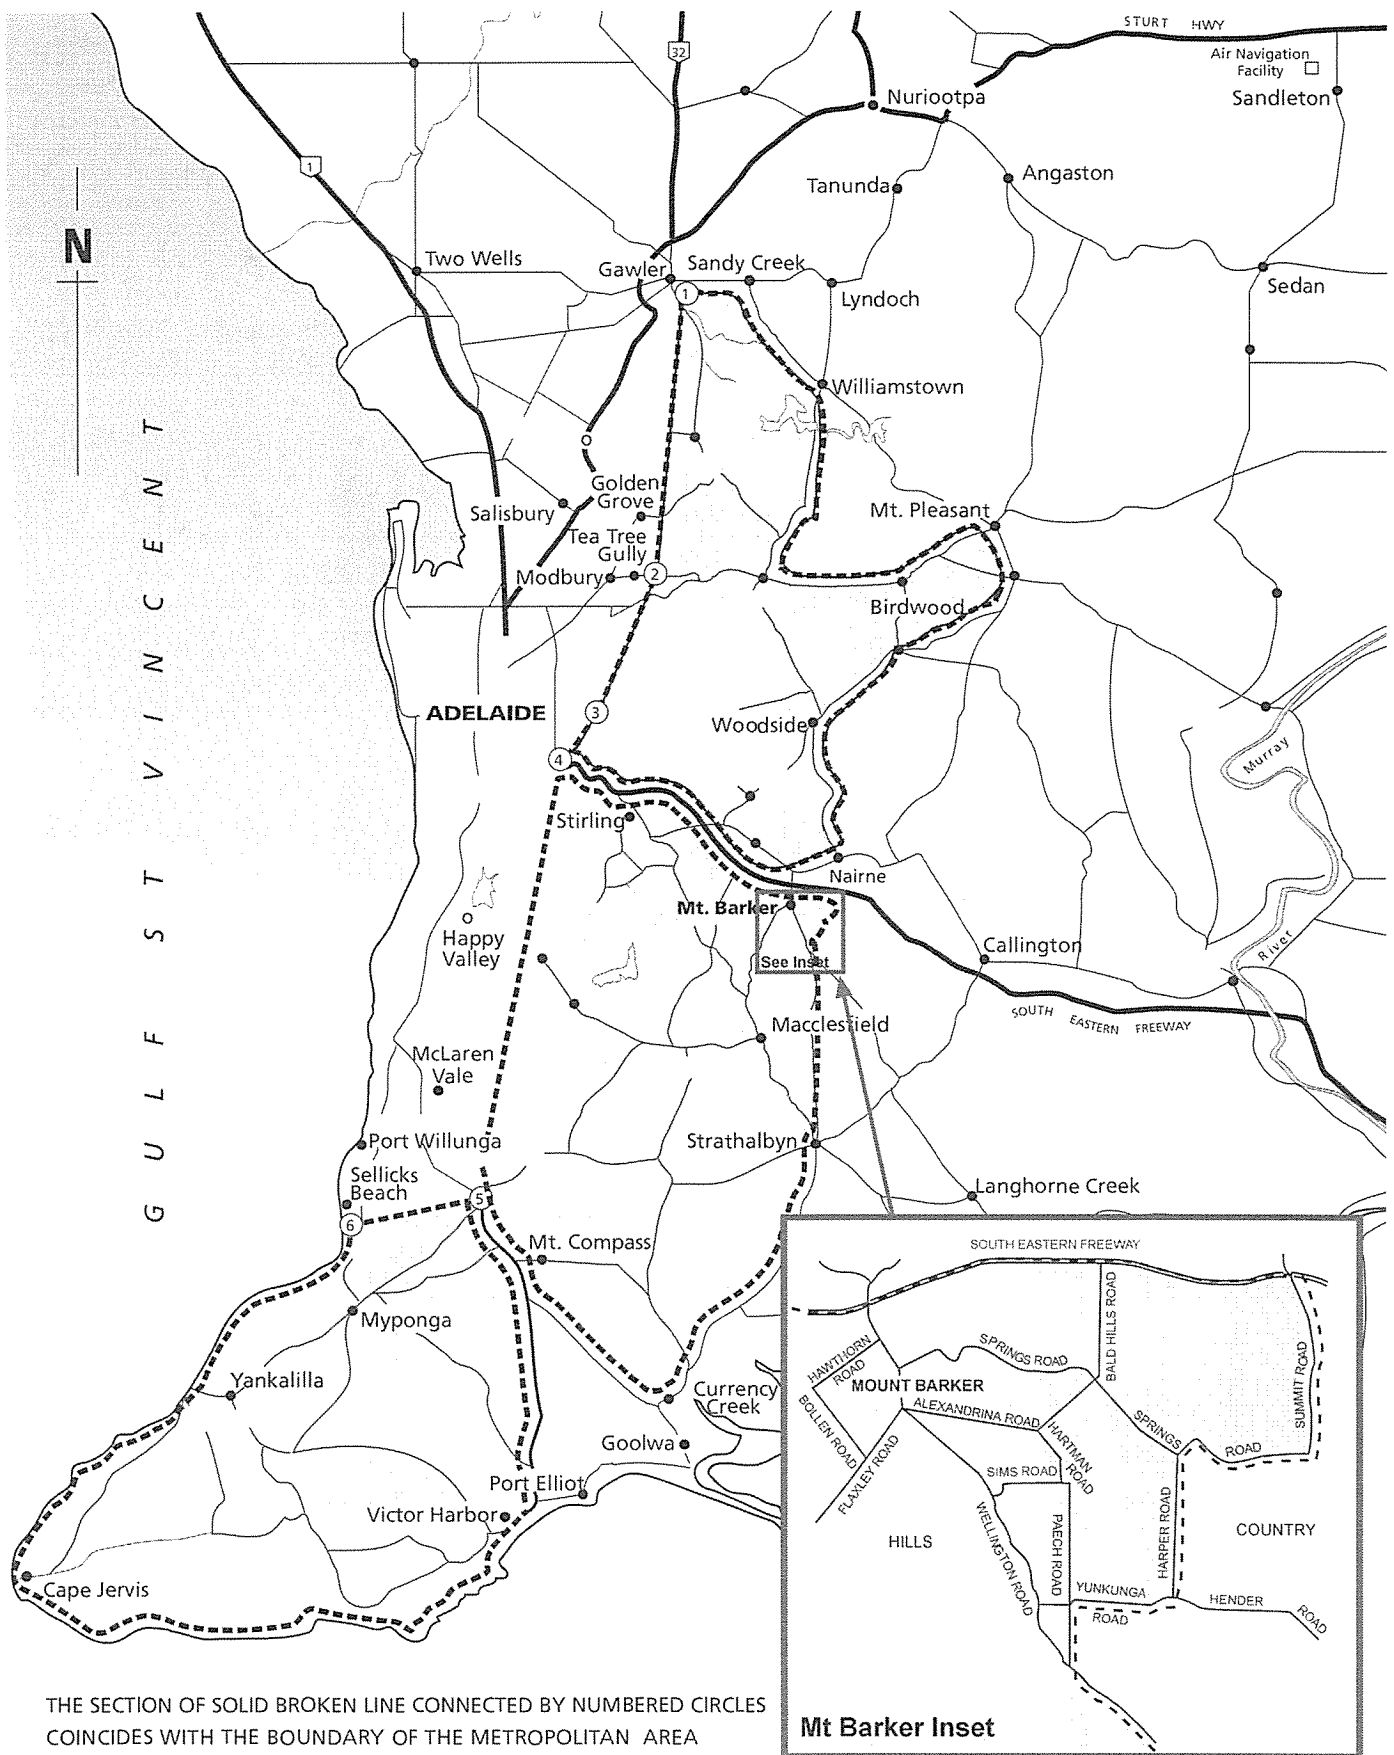 STURT HWY
Air Navigation
Facility
32
Nuriootpa
Sandleton
1
Tanunda
Angaston
N
Two Wells
Gawler
Sandy Creek
1
Lyndoch
Sedan
Williamstown
GULF ST VINCENT
Golden
Grove
Salisbury
Mt. Pleasant
Tea Tree
Gully
Modbury
2
Birdwood
ADELAIDE
3
Woodside
Murray
4
Stirling
Nairne
Mt. Barker
Happy
Valley
See Inset
Callington
River
SOUTH EASTERN FREEWAY
Macclesfield
McLaren
Vale
Port Willunga
Strathalbyn
Sellicks
Beach
5
6
Langhorne Creek
Mt. Compass
Myponga
Yankalilla
Currency
Creek
Goolwa
Port Elliot
Victor Harbor
Cape Jervis
SOUTH EASTERN FREEWAY
BALD HILLS ROAD
SPRINGS ROAD
HAWTHORN
ROAD
MOUNT BARKER
SUMMIT ROAD
BOLLEN ROAD
ALEXANDRINA ROAD
SPRINGS
ROAD
HARTMAN
ROAD
FLAXLEY ROAD
SIMS ROAD
WELLINGTON ROAD
PAECH ROAD
HARPER ROAD
HILLS
COUNTRY
YUNKUNGA
ROAD
HENDER
ROAD
Mt Barker Inset
THE SECTION OF SOLID BROKEN LINE CONNECTED BY NUMBERED CIRCLES
COINCIDES WITH THE BOUNDARY OF THE METROPOLITAN AREA